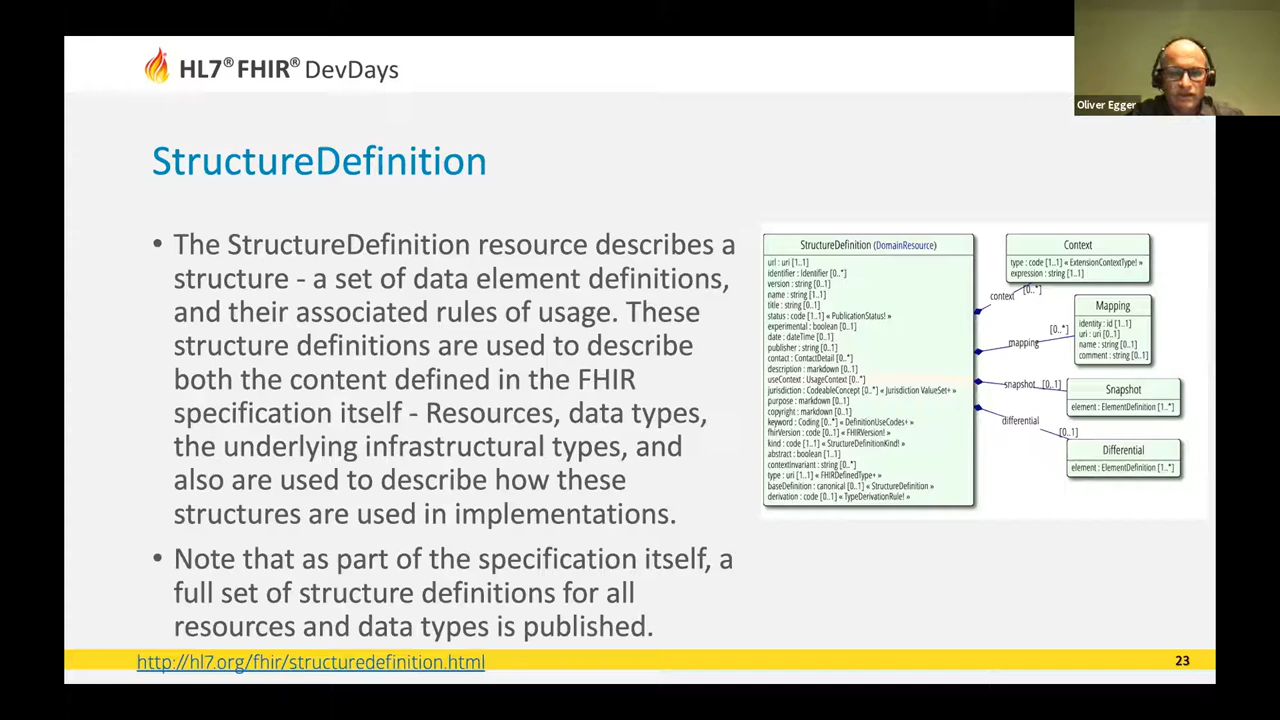 HL7® FHIR® DevDays
Oliver Egger
StructureDefinition
• The StructureDefinition resource describes a
structure - a set of data element definitions,
and their associated rules of usage. These
structure definitions are used to describe
both the content defined in the FHIR
specification itself - Resources, data types,
the underlying infrastructural types, and
also are used to describe how these
structures are used in implementations.
• Note that as part of the specification itself, a
full set of structure definitions for all
resources and data types is published.
StructureDefinition (DomainResource)
url : uri [1..1]
identifier : Identifier [0..*]
version : string [0..1]
name : string [1..1]
title : string [0..1]
status : code [1..1] « PublicationStatus! »
experimental : boolean [0..1]
date : dateTime [0..1]
publisher : string [0..1]
contact : ContactDetail [0..*]
description : markdown [0..1]
useContext : UsageContext [0..*]
jurisdiction : CodeableConcept [0..*] « Jurisdiction ValueSet+ »
purpose : markdown [0..1]
copyright : markdown [0..1]
keyword : Coding [0..*] « DefinitionUseCodes+ »
fhirVersion : code [0..1] « FHIRVersion! »
kind : code [1..1] « StructureDefinitionKind! »
abstract : boolean [1..1]
contextInvariant : string [0..*]
type : uri [1..1] « FHIRDefinedType+ »
baseDefinition : canonical [0..1] « StructureDefinition »
derivation : code [0..1] « TypeDerivationRule! »
Context
type : code [1..1] « ExtensionContextType! »
expression : string [1..1]
context
[0..*]
Mapping
identity : id [1..1]
uri : uri [0..1]
name : string [0..1]
comment : string [0..1]
[0..*]
mapping
Snapshot
element : ElementDefinition [1..*]
snapshot [0..1]
differential
[0..1]
Differential
element : ElementDefinition [1..*]
http://hl7.org/fhir/structuredefinition.html
23